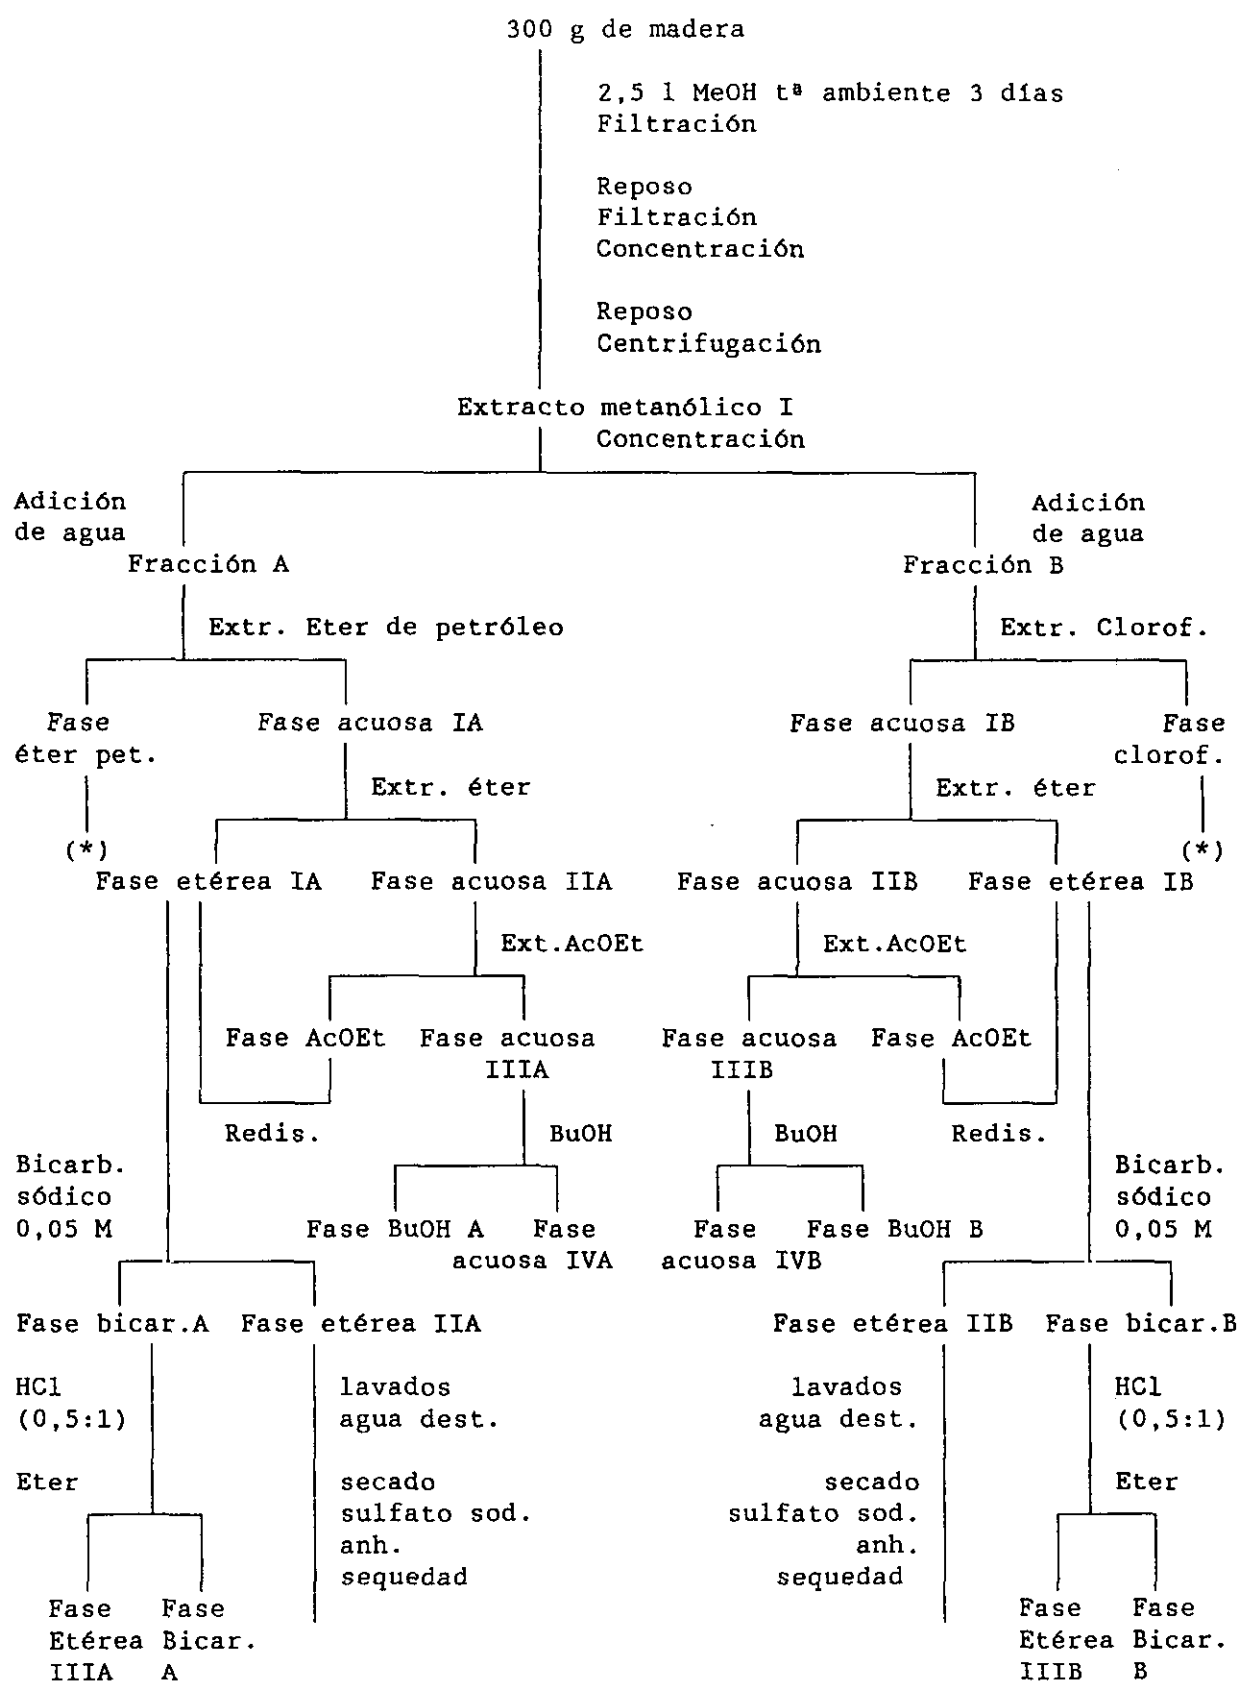 300 g de madera
2,5 l MeOH tª ambiente 3 días
Filtración
Reposo
Filtración
Concentración
Reposo
Centrifugación
Extracto metanólico I
Concentración
Adición
de agua
Adición
de agua
Fracción A
Fracción B
Extr. Eter de petróleo
Extr. Clorof.
Fase
éter pet.
Fase acuosa IA
Fase acuosa IB
Fase
clorof.
Extr. éter
Extr. éter
(*)
(*)
Fase etérea IA
Fase acuosa IIA
Fase acuosa IIB
Fase etérea IB
Ext.AcOEt
Ext.AcOEt
Fase AcOEt
Fase acuosa
IIIA
Fase acuosa
IIIB
Fase AcOEt
Redis.
BuOH
BuOH
Redis.
Bicarb.
sódico
0,05 M
Bicarb.
sódico
0,05 M
Fase BuOH A
Fase
acuosa IVA
Fase
acuosa IVB
Fase BuOH B
Fase bicar.A
Fase etérea IIA
Fase etérea IIB
Fase bicar.B
HCl
(0,5:1)
lavados
agua dest.
lavados
agua dest.
HCl
(0,5:1)
Eter
secado
sulfato sod.
anh.
sequedad
secado
sulfato sod.
anh.
sequedad
Eter
Fase
Etérea
IIIA
Fase
Bicar.
A
Fase
Etérea
IIIB
Fase
Bicar.
B